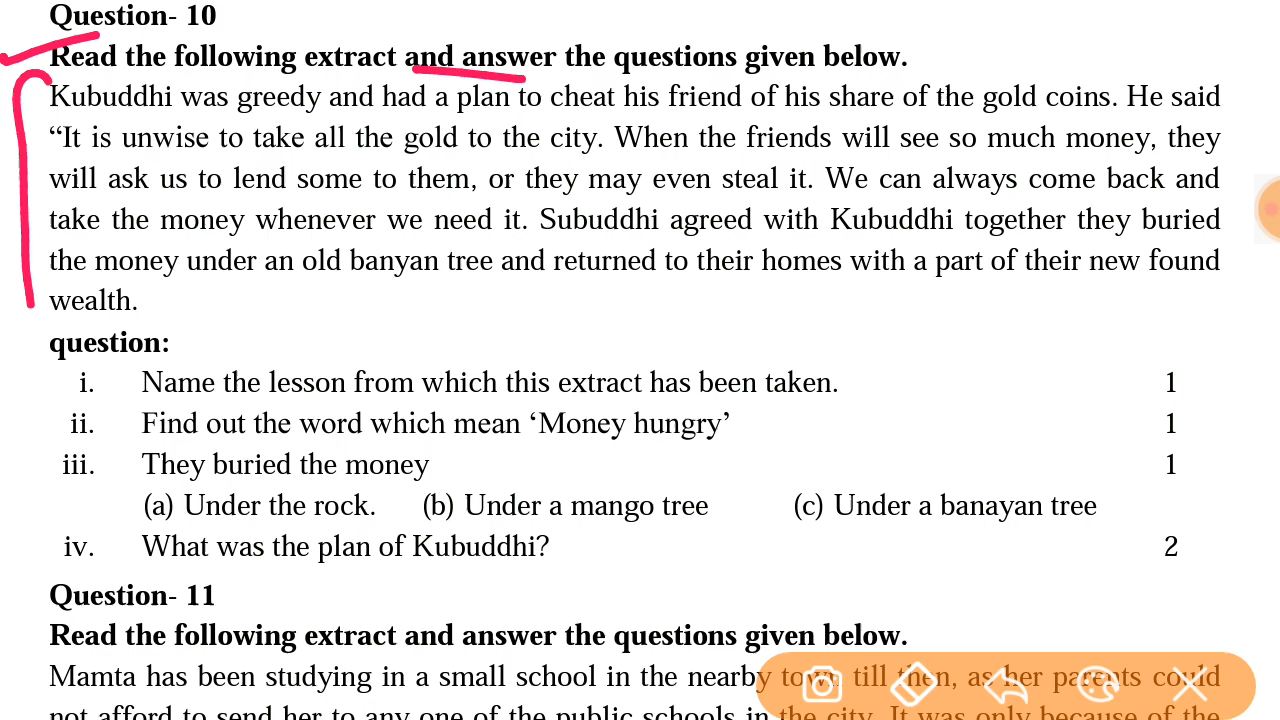 Question- 10
Read the following extract and answer the questions given below.
Kubuddhi was greedy and had a plan to cheat his friend of his share of the gold coins. He said
“It is unwise to take all the gold to the city. When the friends will see so much money, they
will ask us to lend some to them, or they may even steal it. We can always come back and
take the money whenever we need it. Subuddhi agreed with Kubuddhi together they buried
the money under an old banyan tree and returned to their homes with a part of their new found
wealth.
question:
i. Name the lesson from which this extract has been taken. 1
ii. Find out the word which mean ‘Money hungry’ 1
iii. They buried the money 1
(a) Under the rock. (b) Under a mango tree (c) Under a banayan tree
iv. What was the plan of Kubuddhi? 2
Question- 11
Read the following extract and answer the questions given below.
Mamta has been studying in a small school in the nearby town till then, as her parents could
not afford to send her to any one of the public schools in the city. It was only because of the